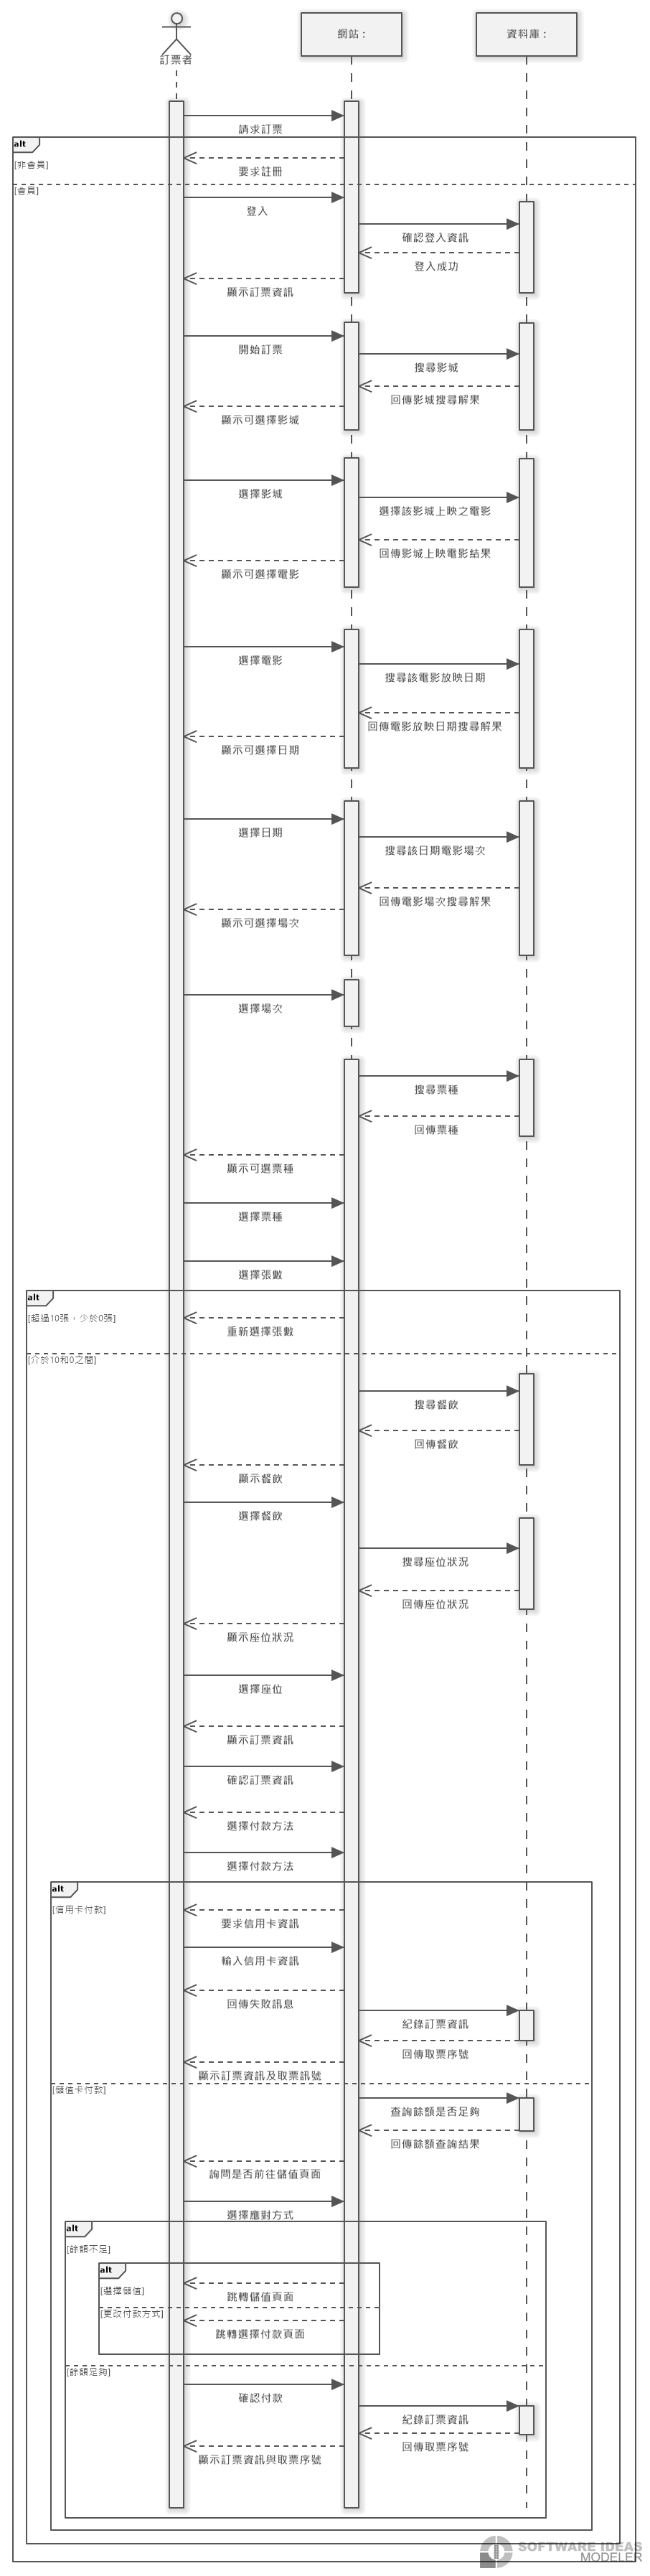 訂票者
網站：
資料庫：
請求訂票
alt
[非會員]
要求註冊
[會員]
登入
確認登入資訊
登入成功
顯示訂票資訊
開始訂票
搜尋影城
回傳影城搜尋解果
顯示可選擇影城
選擇影城
選擇該影城上映之電影
回傳影城上映電影結果
顯示可選擇電影
選擇電影
搜尋該電影放映日期
回傳電影放映日期搜尋解果
顯示可選擇日期
選擇日期
搜尋該日期電影場次
回傳電影場次搜尋解果
顯示可選擇場次
選擇場次
搜尋票種
回傳票種
顯示可選票種
選擇票種
選擇張數
alt
[超過10張，少於0張]
重新選擇張數
[介於10和0之間]
搜尋餐飲
回傳餐飲
顯示餐飲
選擇餐飲
搜尋座位狀況
回傳座位狀況
顯示座位狀況
選擇座位
顯示訂票資訊
確認訂票資訊
選擇付款方法
選擇付款方法
alt
[信用卡付款]
要求信用卡資訊
輸入信用卡資訊
回傳失敗訊息
紀錄訂票資訊
回傳取票序號
顯示訂票資訊及取票訊號
[儲值卡付款]
查詢餘額是否足夠
回傳餘額查詢結果
詢問是否前往儲值頁面
選擇應對方式
alt
[餘額不足]
alt
[選擇儲值]
跳轉儲值頁面
[更改付款方式]
跳轉選擇付款頁面
[餘額足夠]
確認付款
紀錄訂票資訊
回傳取票序號
顯示訂票資訊與取票序號
SOFTWARE IDEAS
MODELER